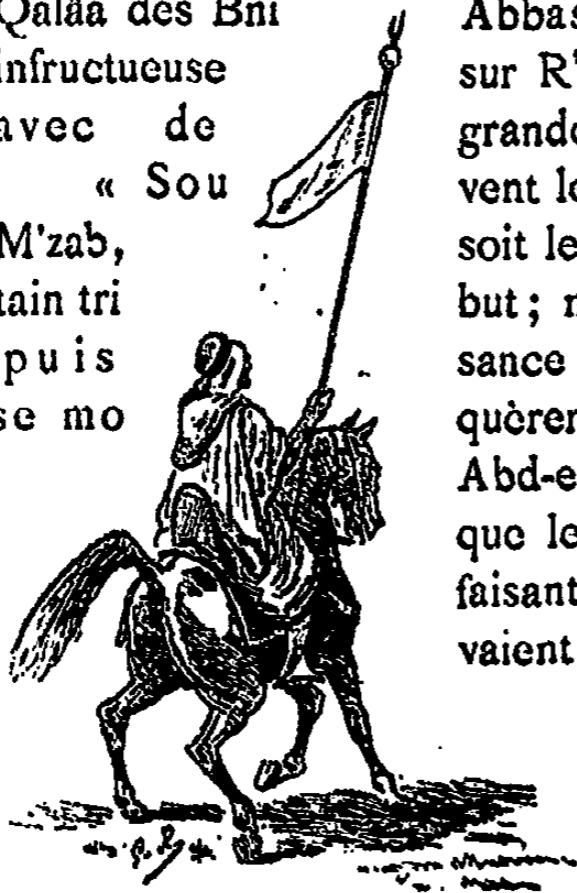 Qalâa des Bni
infructueuse
avec de
« Sou
M'zab,
tain tri
puis
se mo
Abbas
sur R'
grande
vent le
soit le
but ; n
sance
quèren
Abd-e
que le
faisant
vaient